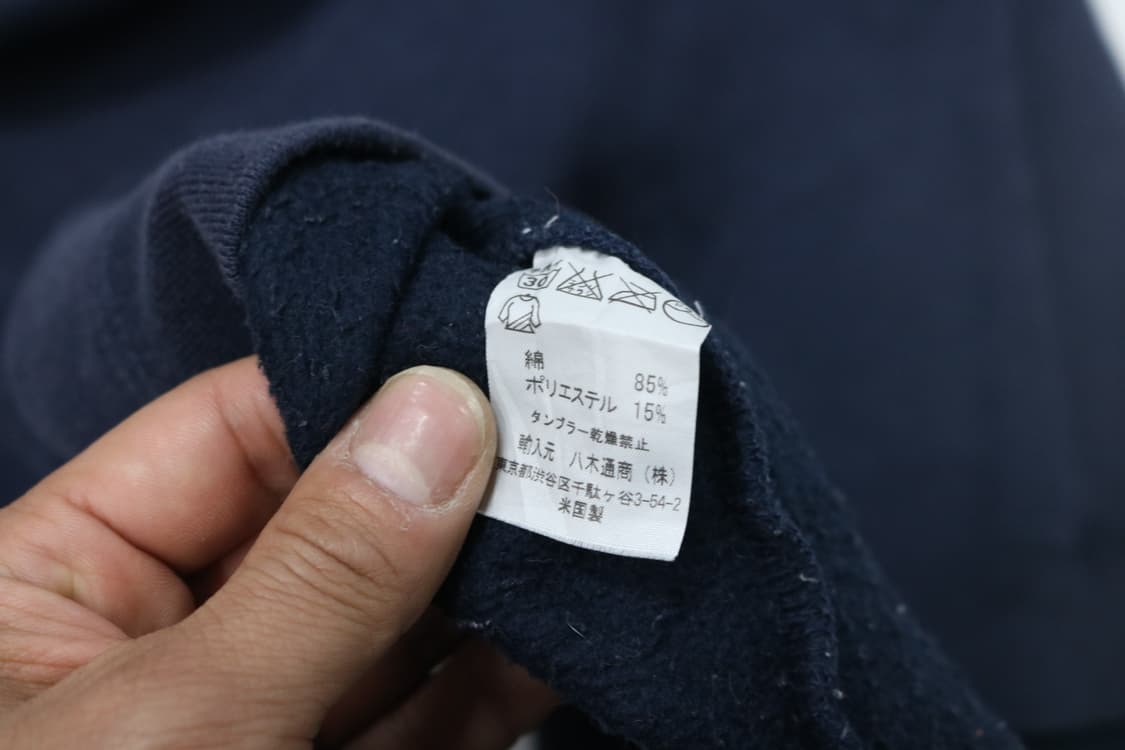 30
綿 85%
ポリエステル 15%
タンブラー乾燥禁止
輸入元 八木通商（株）
東京都渋谷区千駄ヶ谷3-54-2
米国製